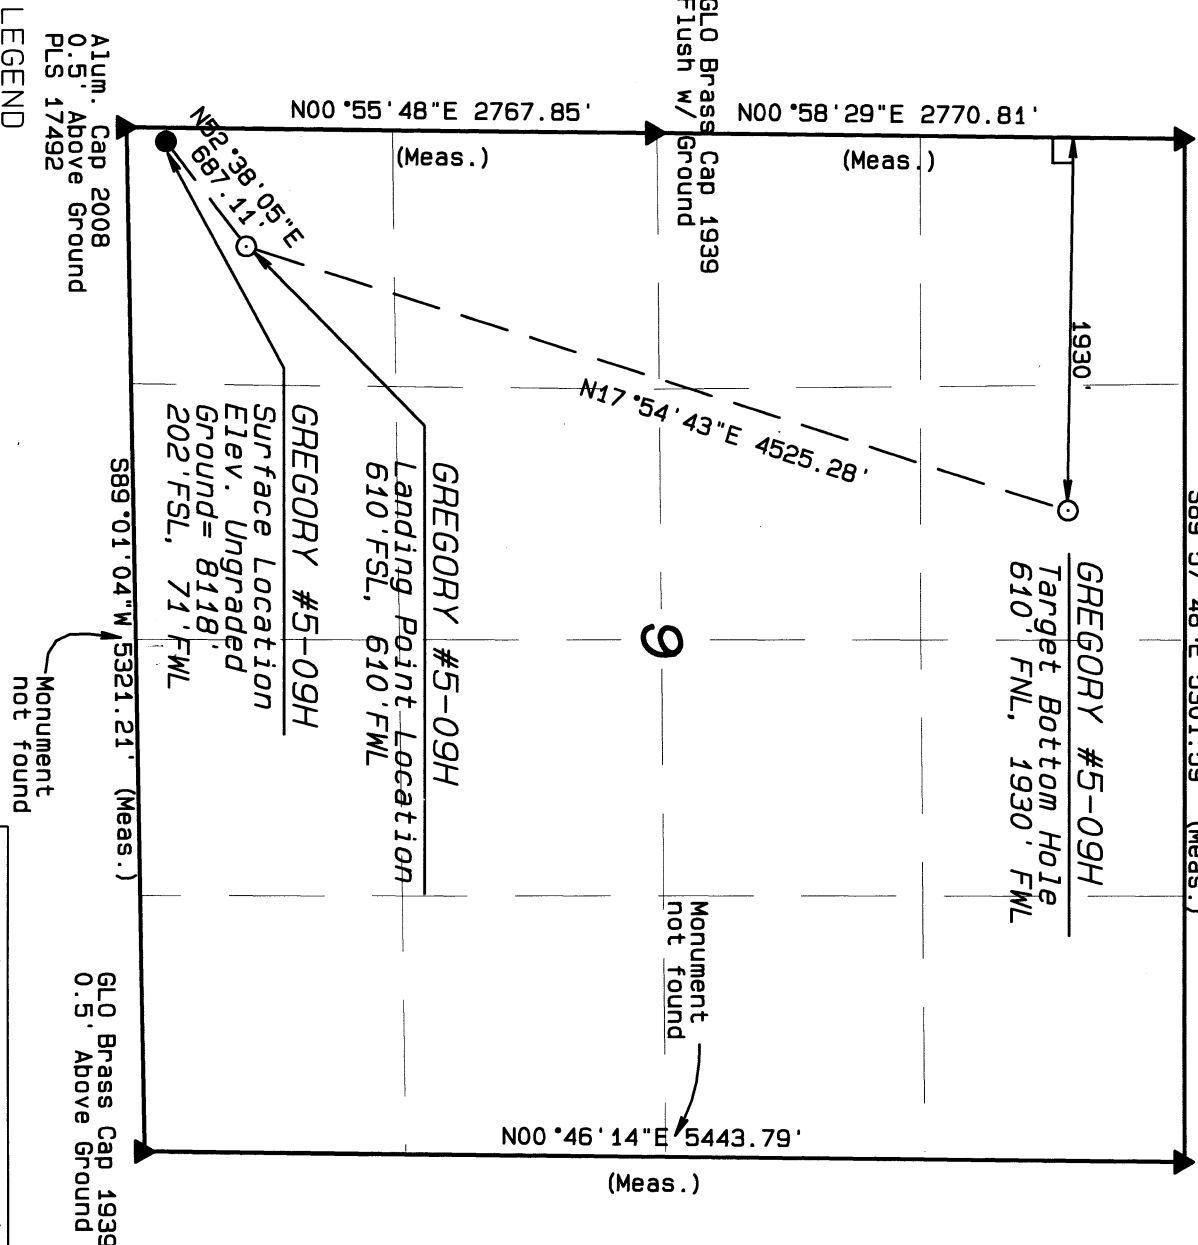 N00°55'48"E 2767.85'
(Meas.)
N00°58'29"E 2770.81'
(Meas.)
GLO Brass Cap 1939
Flush w/ Ground
Alum. Cap 2008
0.5' Above Ground
PLS 17492
LEGEND
N52°38'05"E
687.11'
1930'
N17°54'43"E 4525.28'
GREGORY #5-09H
Target Bottom Hole
610' FNL, 1930' FWL
GREGORY #5-09H
Landing Point Location
610'FSL, 610'FWL
GREGORY #5-09H
Surface Location
Elev. Ungraded
Ground= 8118'
202'FSL, 71'FWL
9
S89°01'04"W 5321.21' (Meas.)
Monument
not found
Monument
not found
(Meas.)
N00°46'14"E 5443.79'
(Meas.)
GLO Brass Cap 1939
0.5' Above Ground